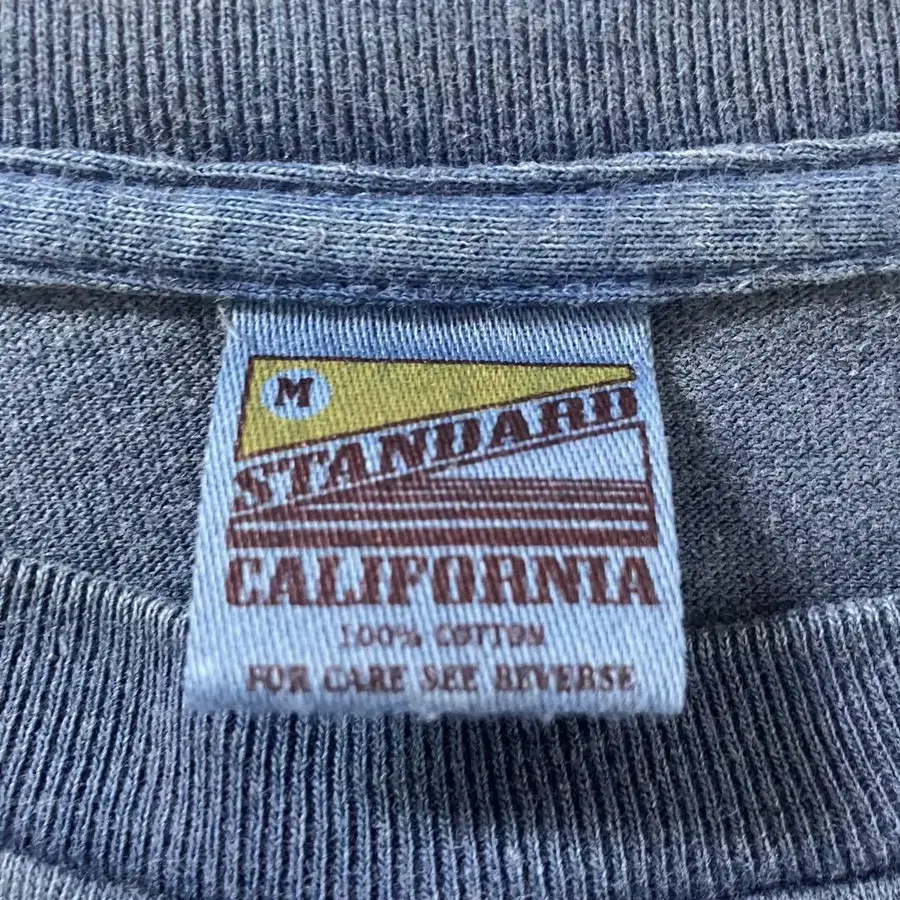 M
STANDARD
CALIFORNIA
100% COTTON
FOR CARE SEE REVERSE